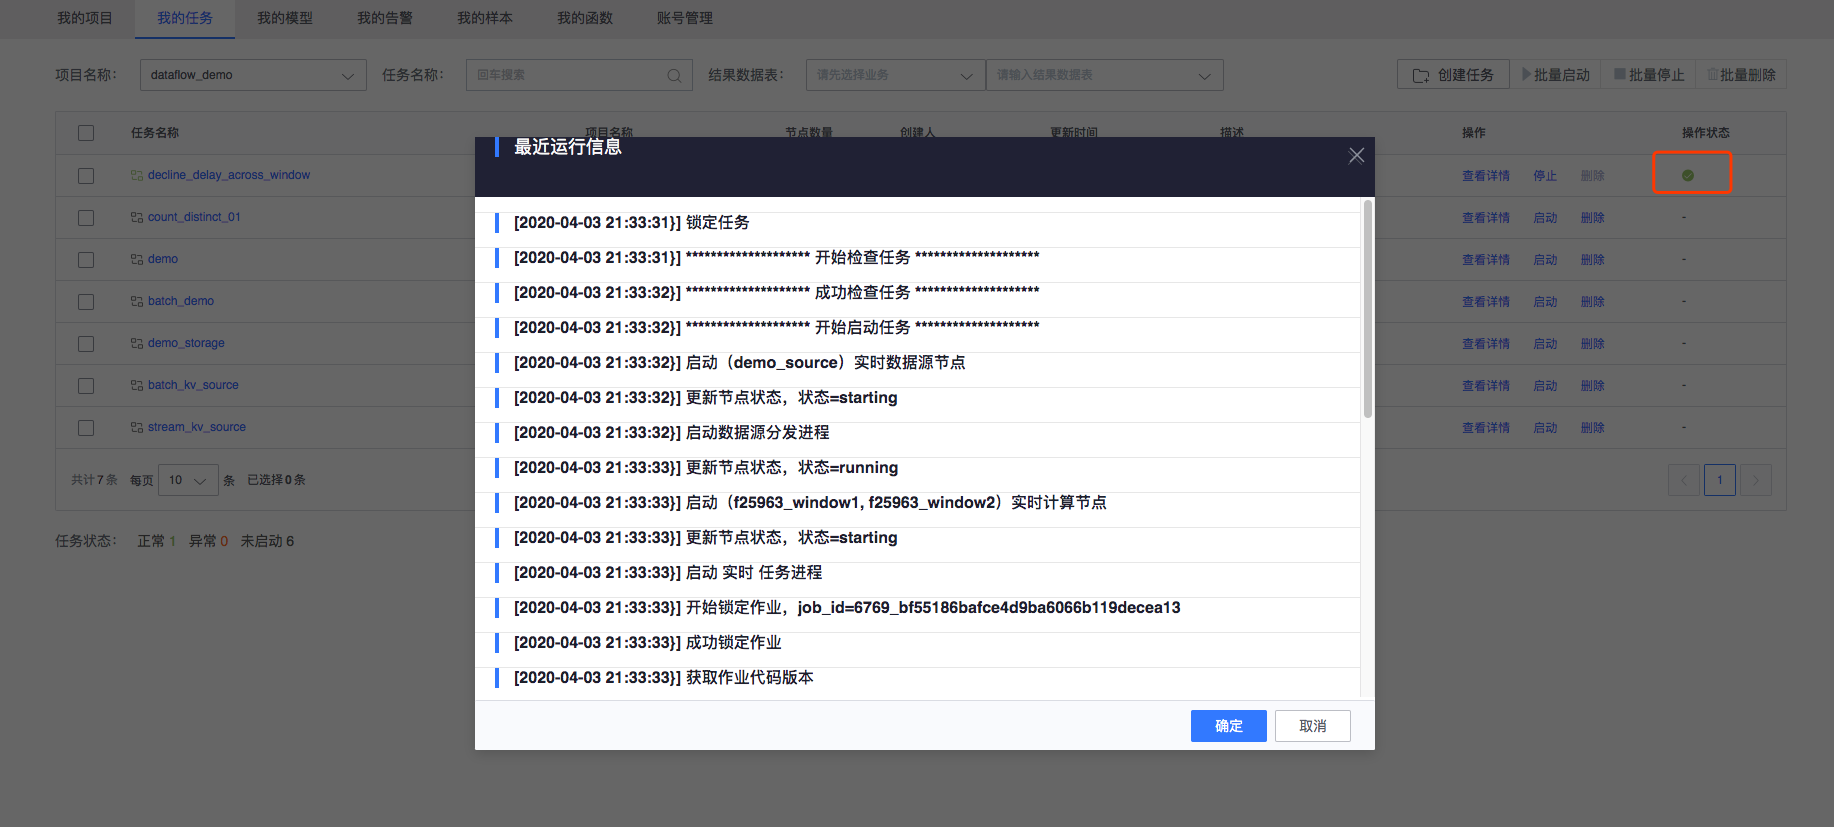 我的项目 我的任务 我的模型 我的告警 我的样本 我的函数 账号管理
项目名称： dataflow_demo 任务名称： 回车搜索 结果数据表： 请先选择业务 请输入结果数据表 创建任务 批量启动 批量停止 批量删除
任务名称 项目名称 节点数量 创建人 更新时间 描述 操作 操作状态
decline_delay_across_window 查看详情 停止 删除
count_distinct_01 查看详情 启动 删除 -
demo 查看详情 启动 删除 -
batch_demo 查看详情 启动 删除 -
demo_storage 查看详情 启动 删除 -
batch_kv_source 查看详情 启动 删除 -
stream_kv_source 查看详情 启动 删除 -
共计7条 每页 10 条 已选择0条 1
任务状态： 正常 1 异常 0 未启动 6
最近运行信息
[2020-04-03 21:33:31}] 锁定任务
[2020-04-03 21:33:31}] ******************** 开始检查任务 ********************
[2020-04-03 21:33:32}] ******************** 成功检查任务 ********************
[2020-04-03 21:33:32}] ******************** 开始启动任务 ********************
[2020-04-03 21:33:32}] 启动（demo_source）实时数据源节点
[2020-04-03 21:33:32}] 更新节点状态，状态=starting
[2020-04-03 21:33:32}] 启动数据源分发进程
[2020-04-03 21:33:33}] 更新节点状态，状态=running
[2020-04-03 21:33:33}] 启动（f25963_window1, f25963_window2）实时计算节点
[2020-04-03 21:33:33}] 更新节点状态，状态=starting
[2020-04-03 21:33:33}] 启动 实时 任务进程
[2020-04-03 21:33:33}] 开始锁定作业，job_id=6769_bf55186bafce4d9ba6066b119decea13
[2020-04-03 21:33:33}] 成功锁定作业
[2020-04-03 21:33:33}] 获取作业代码版本
确定 取消